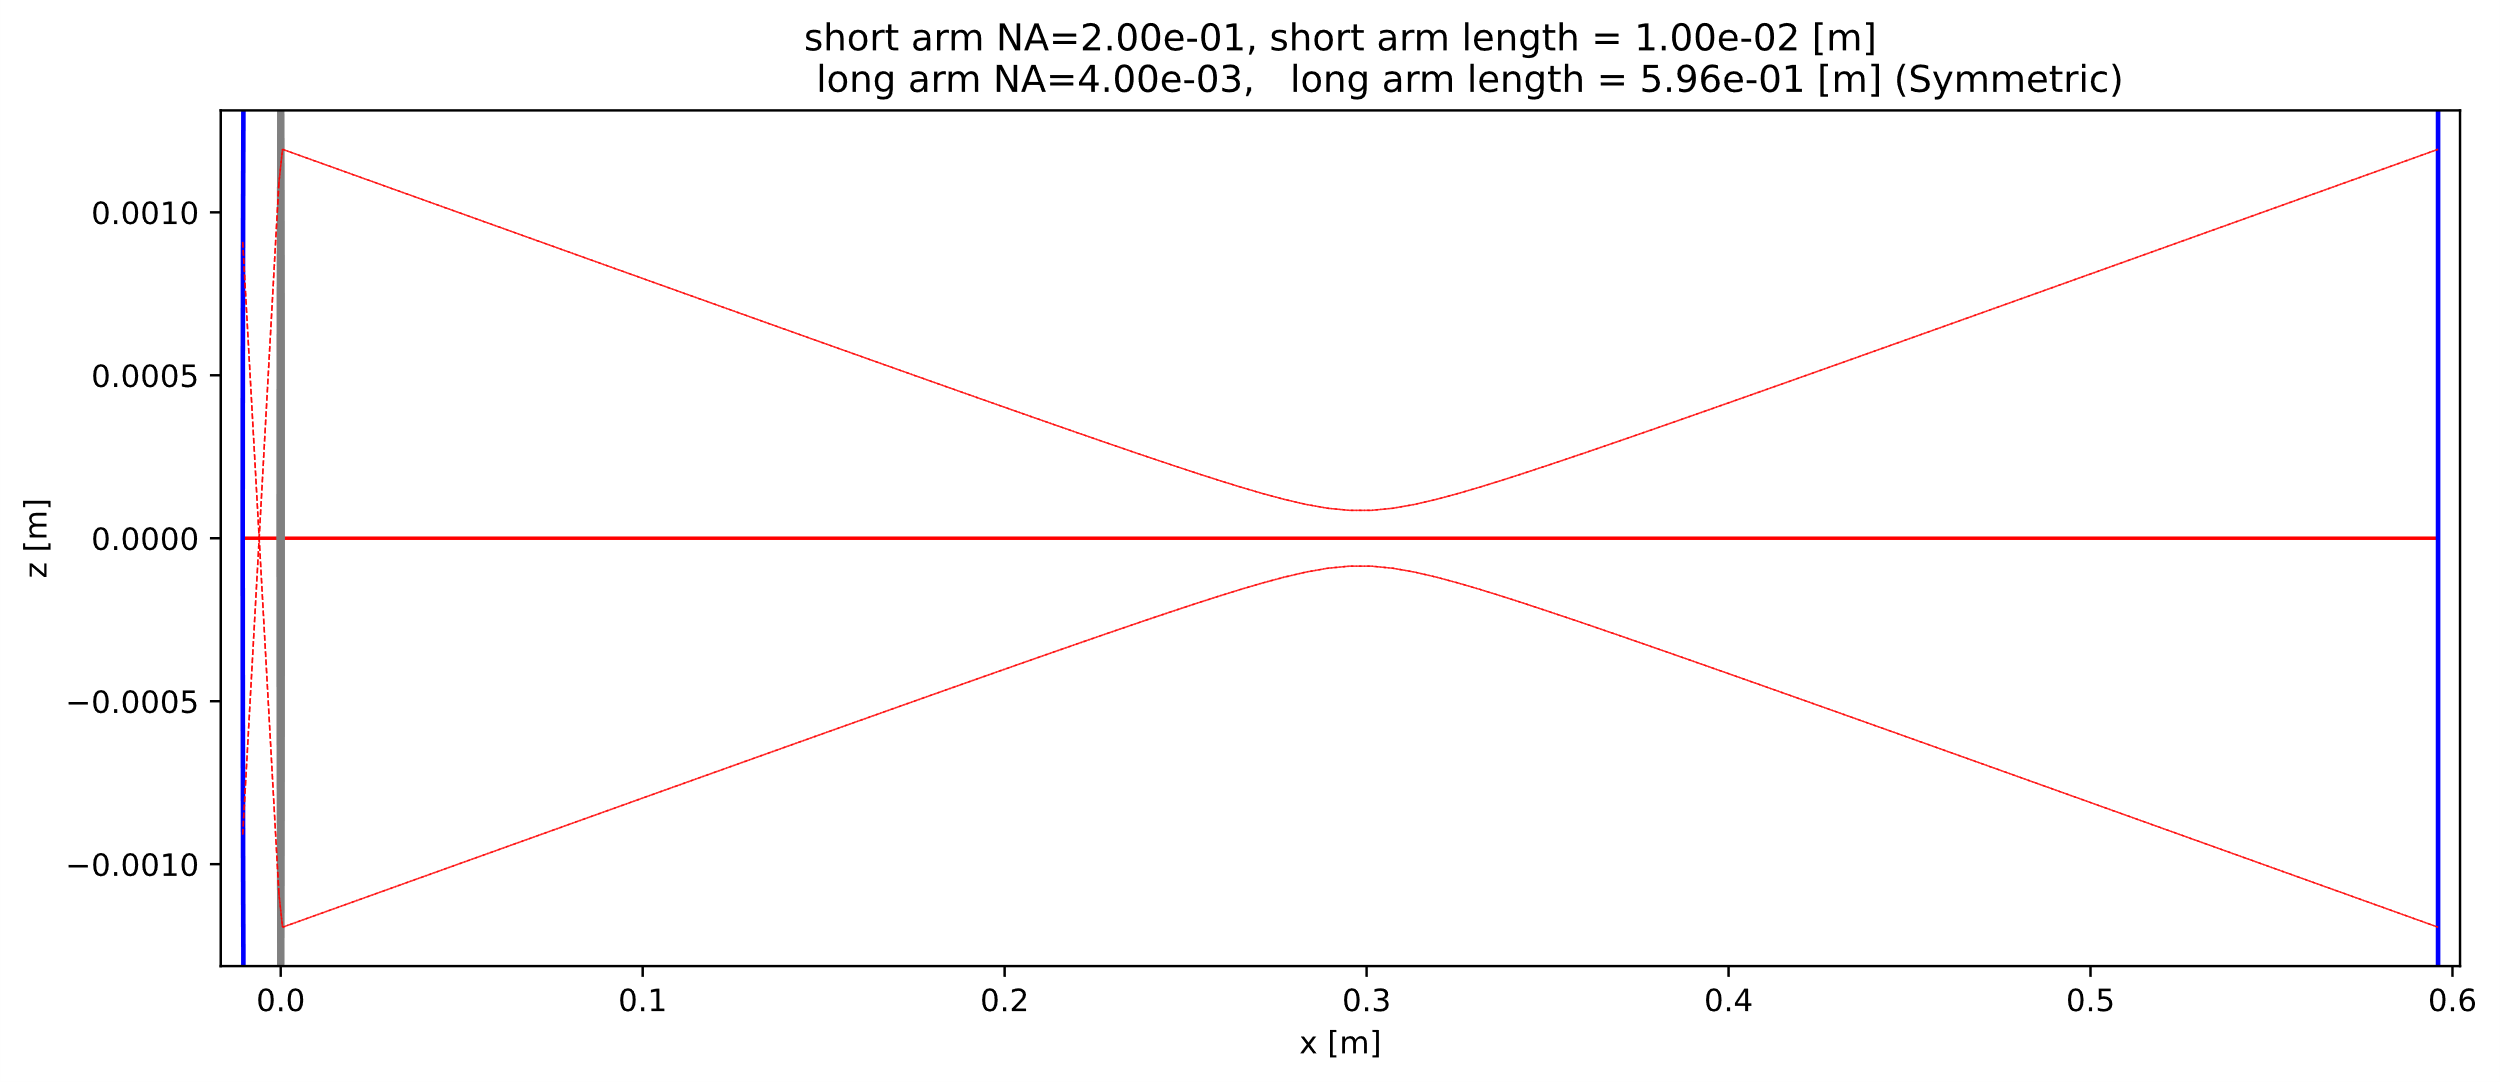 short arm NA=2.00e-01, short arm length = 1.00e-02 [m]
long arm NA=4.00e-03,   long arm length = 5.96e-01 [m] (Symmetric)
0.0010
0.0005
0.0000
−0.0005
−0.0010
z [m]
0.0 0.1 0.2 0.3 0.4 0.5 0.6
x [m]